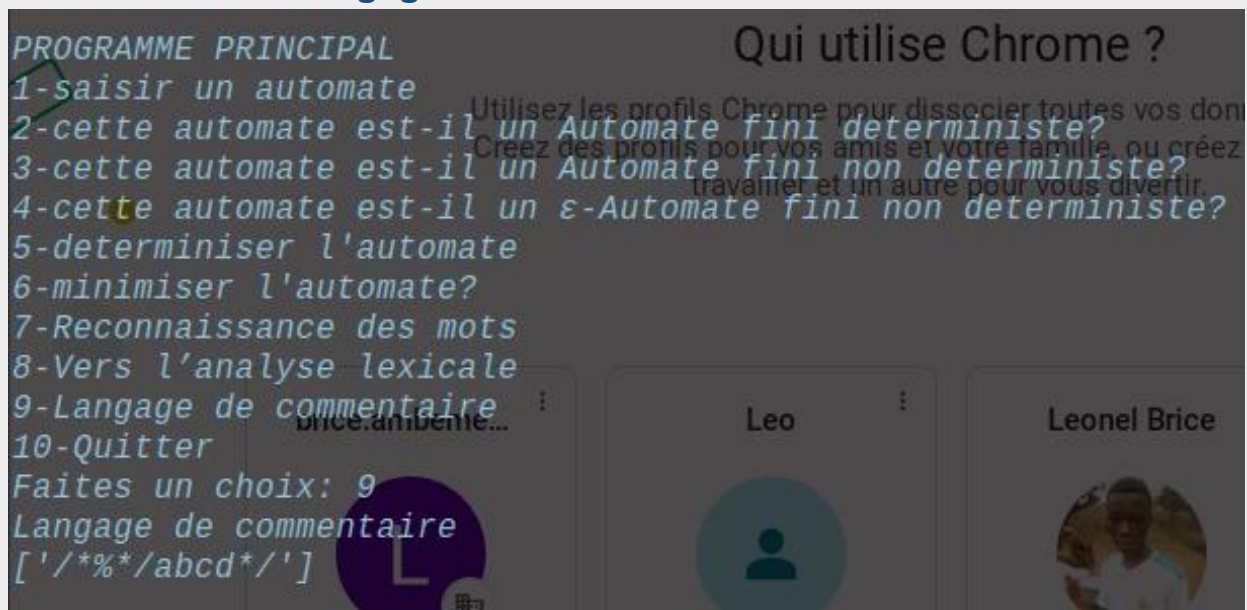 PROGRAMME PRINCIPAL
1-saisir un automate
2-cette automate est-il un Automate fini deterministe?
3-cette automate est-il un Automate fini non deterministe?
4-cette automate est-il un ε-Automate fini non deterministe?
5-determiniser l'automate
6-minimiser l'automate?
7-Reconnaissance des mots
8-Vers l’analyse lexicale
9-Langage de commentaire
10-Quitter
Faites un choix: 9
Langage de commentaire
['/*%*/abcd*/']
Qui utilise Chrome ?
Utilisez les profils Chrome pour dissocier toutes vos donn
Créez des profils pour vos amis et votre famille, ou créez
travailler et un autre pour vous divertir.
brice.ambeme...
Leo
Leonel Brice
L